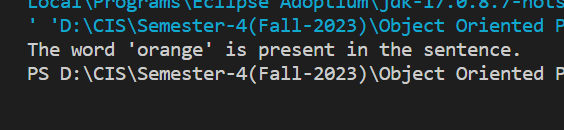 Local\Programs\Eclipse Adoptium\jdk-17.0.8.7-hots
' 'D:\CIS\Semester-4(Fall-2023)\Object Oriented P
The word 'orange' is present in the sentence.
PS D:\CIS\Semester-4(Fall-2023)\Object Oriented P